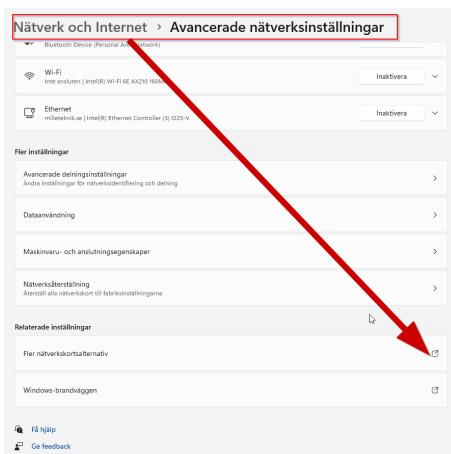 Nätverk och Internet > Avancerade nätverksinställningar
Bluetooth Device (Personal Area Network)
Wi-Fi
Inte ansluten | Intel(R) Wi-Fi 6E AX210 160M
Inaktivera
Ethernet
milleteknik.se | Intel(R) Ethernet Controller (3) I225-V
Inaktivera
Fler inställningar
Avancerade delningsinställningar
Ändra inställningar för nätverksidentifiering och delning
Dataanvändning
Maskinvaru- och anslutningsegenskaper
Nätverksåterställning
Återställ alla nätverkskort till fabriksinställningarna
Relaterade inställningar
Fler nätverkskortsalternativ
Windows-brandväggen
Få hjälp
Ge feedback